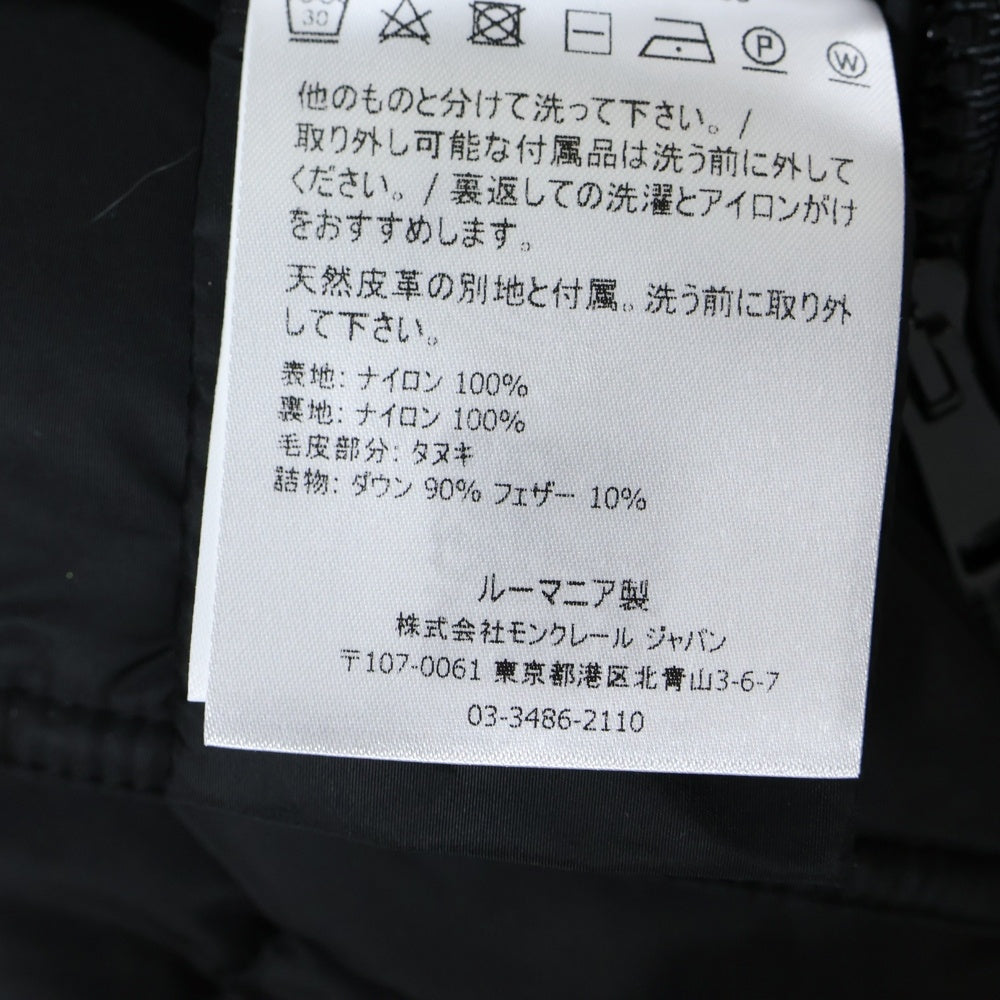 30
P
W
他のものと分けて洗って下さい。/
取り外し可能な付属品は洗う前に外して
ください。/ 裏返しての洗濯とアイロンがけ
をおすすめします。
天然皮革の別地と付属。洗う前に取り外
して下さい。
表地: ナイロン 100%
裏地: ナイロン 100%
毛皮部分: タヌキ
詰物: ダウン 90% フェザー 10%
ルーマニア製
株式会社モンクレール ジャパン
〒107-0061 東京都港区北青山3-6-7
03-3486-2110